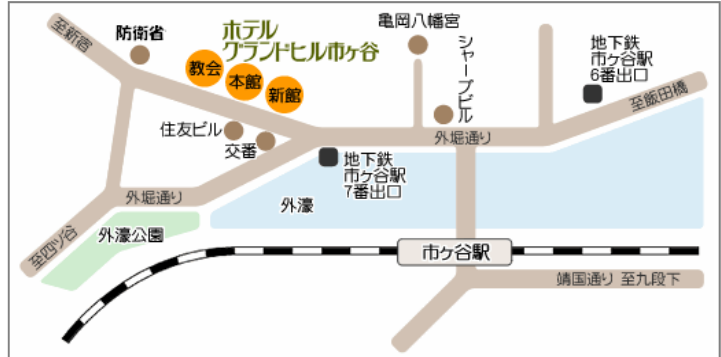 至新宿
防衛省
ホテル
グランドヒル市ヶ谷
教会
本館
新館
亀岡八幡宮
シャープビル
地下鉄
市ヶ谷駅
6番出口
至飯田橋
住友ビル
交番
外堀通り
地下鉄
市ヶ谷駅
7番出口
外堀通り
外濠
外濠公園
至四ツ谷
市ヶ谷駅
靖国通り 至九段下